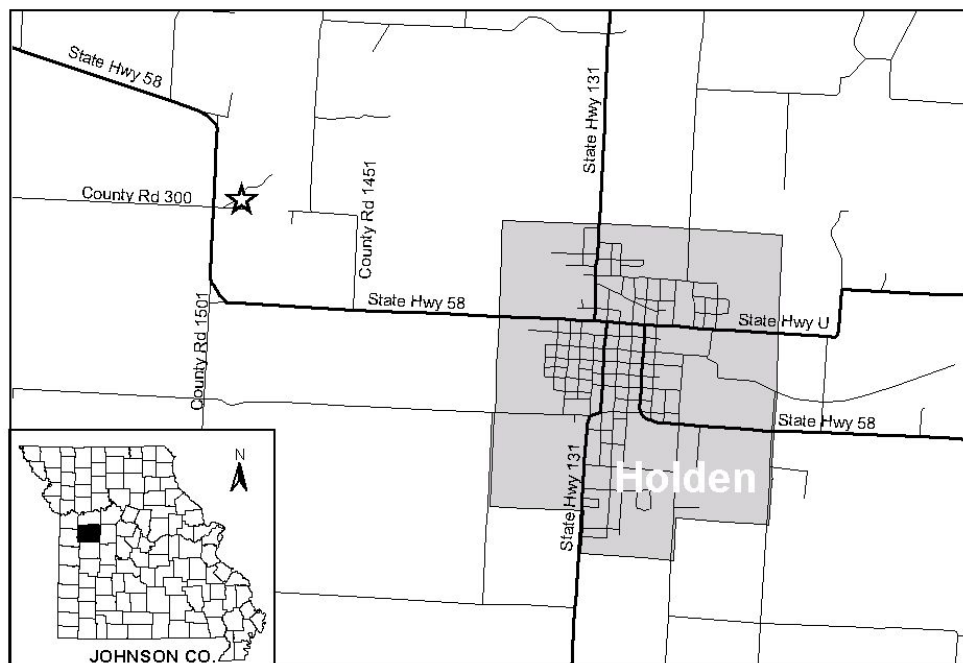 State Hwy 58
State Hwy 131
County Rd 300
County Rd 1451
State Hwy 58
State Hwy U
County Rd 1501
State Hwy 58
Holden
State Hwy 131
N
JOHNSON CO.